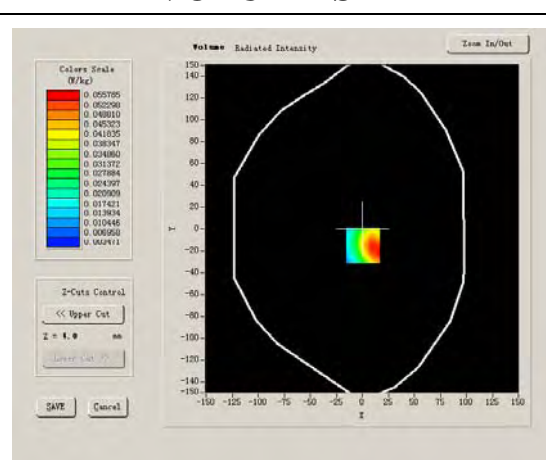 Volume Radiated Intensity
Zoom In/Out
Colors Scale
(W/kg)
0.055785
0.052298
0.048810
0.045323
0.041835
0.038347
0.034860
0.031372
0.027884
0.024397
0.020909
0.017421
0.013934
0.010446
0.006958
0.003471
Z-Cuts Control
<< Upper Cut
Z = 4.0 mm
Lower Cut >>
SAVE
Cancel
150
140
120
100
80
60
40
20
0
-20
-40
-60
-80
-100
-120
-140
-150
Y
-150 -125 -100 -75 -50 -25 0 25 50 75 100 125 150
X